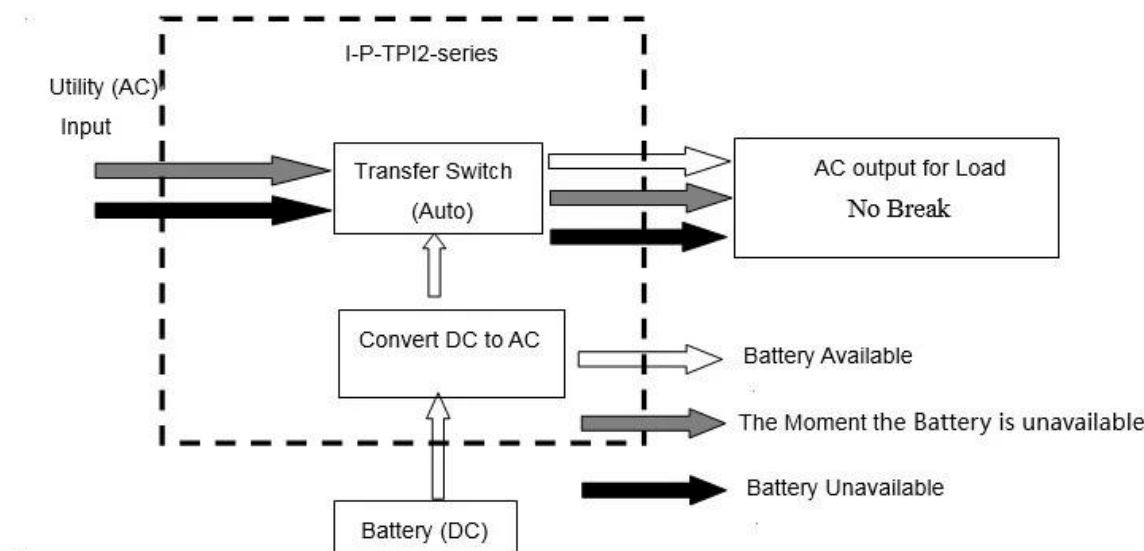 I-P-TPI2-series
Utility (AC)
Input
Transfer Switch
(Auto)
AC output for Load
No Break
Convert DC to AC
Battery Available
The Moment the Battery is unavailable
Battery Unavailable
Battery (DC)